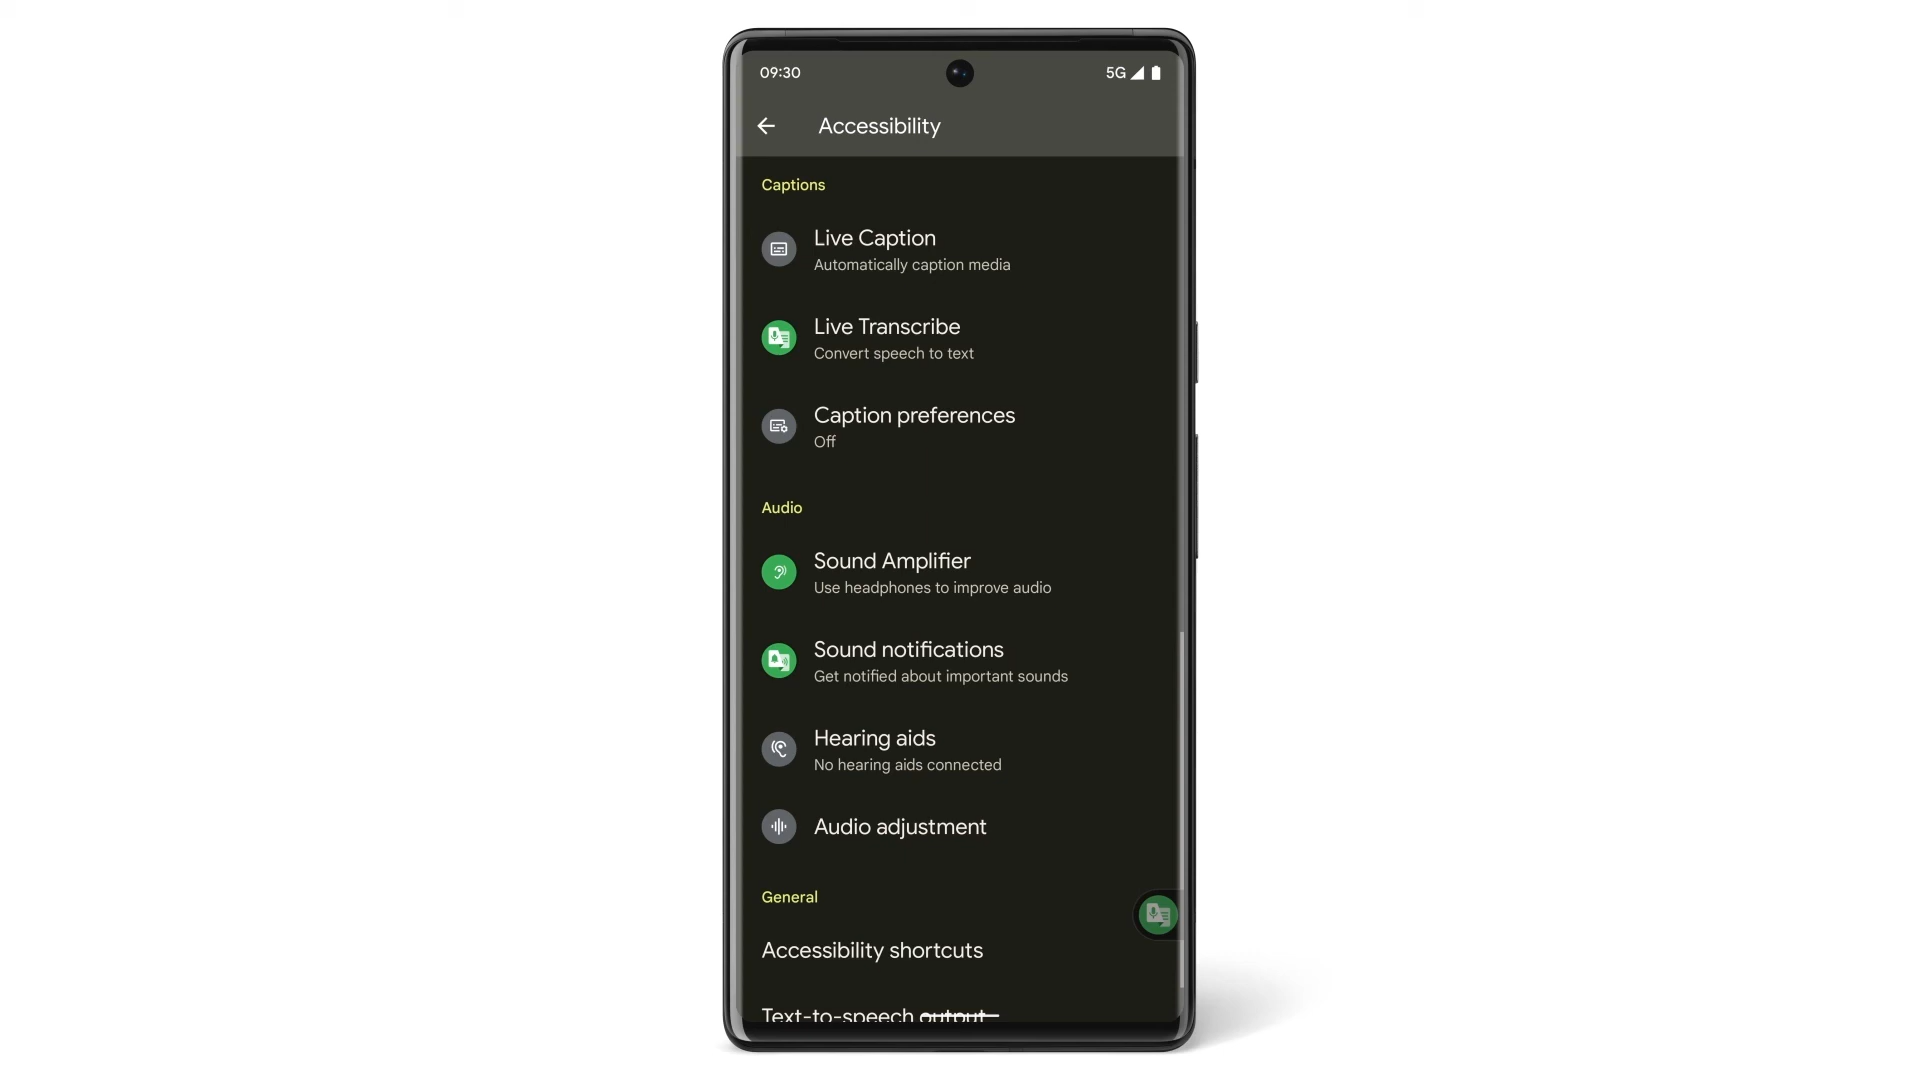 09:30
5G
Accessibility
Captions
Live Caption
Automatically caption media
Live Transcribe
Convert speech to text
Caption preferences
Off
Audio
Sound Amplifier
Use headphones to improve audio
Sound notifications
Get notified about important sounds
Hearing aids
No hearing aids connected
Audio adjustment
General
Accessibility shortcuts
Text-to-speech output